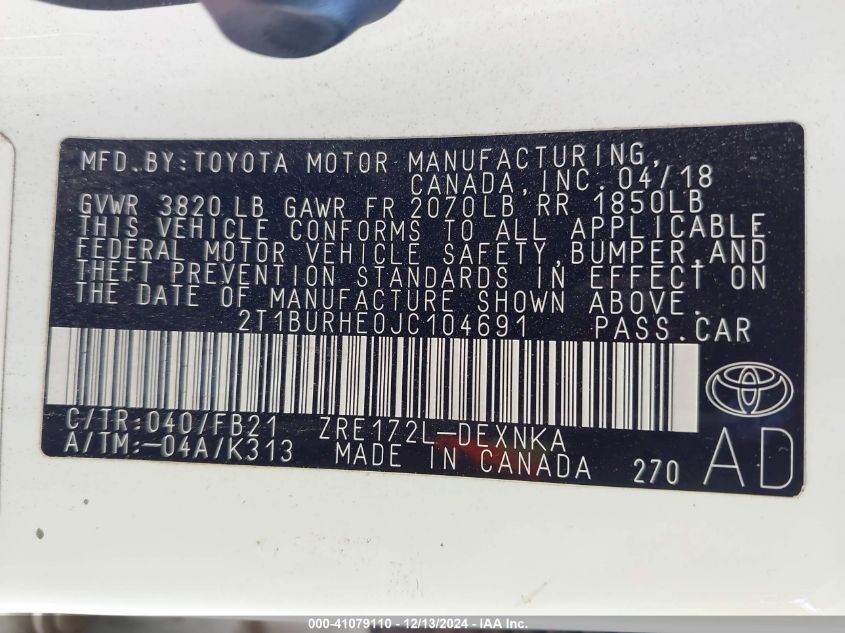 MFD. BY: TOYOTA MOTOR MANUFACTURING,
CANADA, INC. 04/18
GVWR 3820 LB GAWR FR 2070LB RR 1850LB
THIS VEHICLE CONFORMS TO ALL APPLICABLE
FEDERAL MOTOR VEHICLE SAFETY, BUMPER, AND
THEFT PREVENTION STANDARDS IN EFFECT ON
THE DATE OF MANUFACTURE SHOWN ABOVE.
2T1BURHE0JC104691 PASS. CAR
C/TR: 040/FB21 ZRE172L-DEXNKA
A/TM: -04A/K313 MADE IN CANADA 270 AD
000-41079110 - 12/13/2024 - IAA Inc.